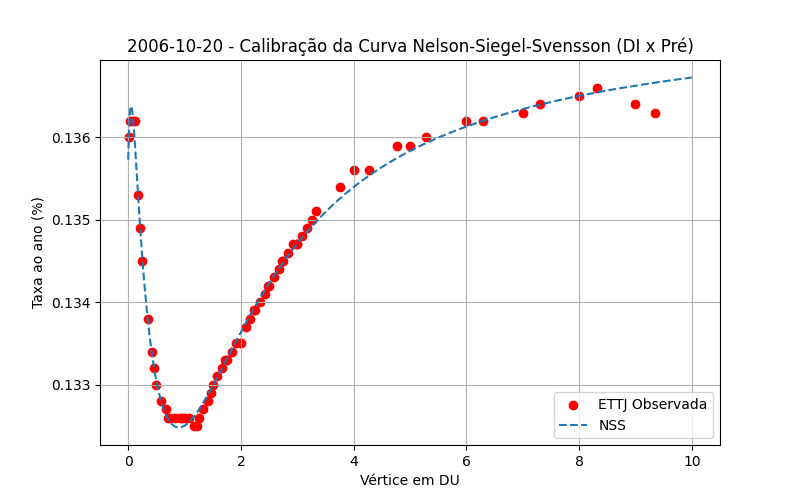 2006-10-20 - Calibração da Curva Nelson-Siegel-Svensson (DI x Pré)
Taxa ao ano (%)
0.136
0.135
0.134
0.133
ETTJ Observada
NSS
0 2 4 6 8 10
Vértice em DU